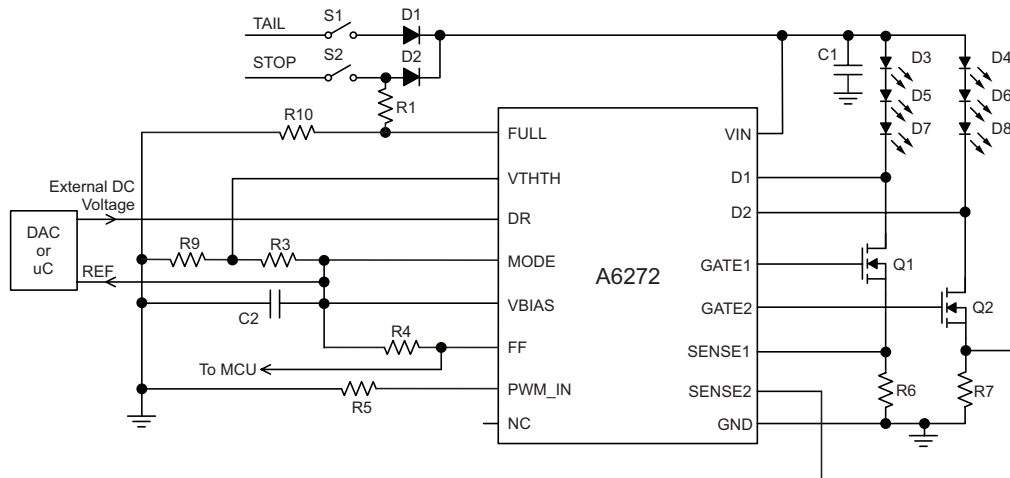 TAIL
S1
D1
STOP
S2
D2
R1
C1
D3
D4
D5
D6
D7
D8
R10
FULL
VIN
VTHTH
D1
External DC
Voltage
DR
D2
DAC
or
uC
R9
R3
MODE
A6272
GATE1
Q1
REF
C2
VBIAS
GATE2
Q2
R4
FF
SENSE1
To MCU
PWM_IN
SENSE2
R5
R6
R7
NC
GND